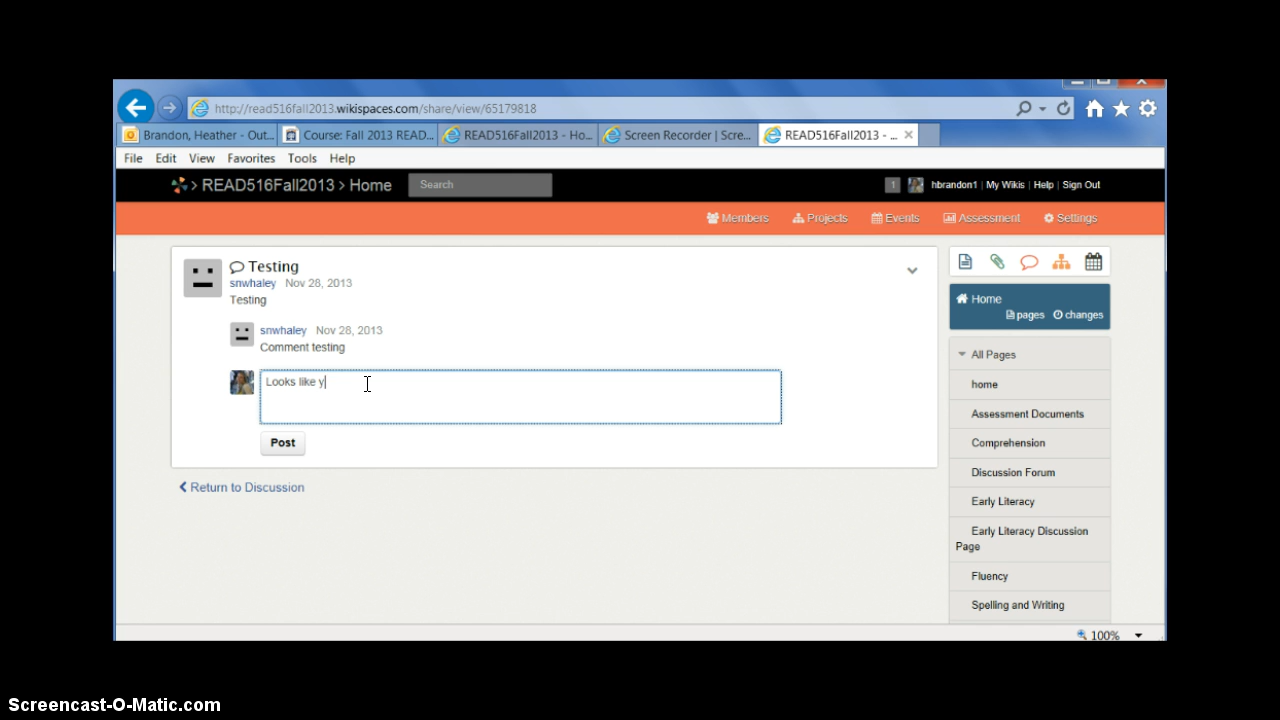 http://read516fall2013.wikispaces.com/share/view/65179818
Brandon, Heather - Out...
Course: Fall 2013 READ...
READ516Fall2013 - Ho...
Screen Recorder | Scre...
READ516Fall2013 - ...
File Edit View Favorites Tools Help
> READ516Fall2013 > Home
Search
1
hbrandon1 | My Wikis | Help | Sign Out
Members Projects Events Assessment Settings
Testing
snwhaley Nov 28, 2013
Testing
snwhaley Nov 28, 2013
Comment testing
Looks like y
Post
Return to Discussion
Home
pages changes
All Pages
home
Assessment Documents
Comprehension
Discussion Forum
Early Literacy
Early Literacy Discussion
Page
Fluency
Spelling and Writing
100%
Screencast-O-Matic.com